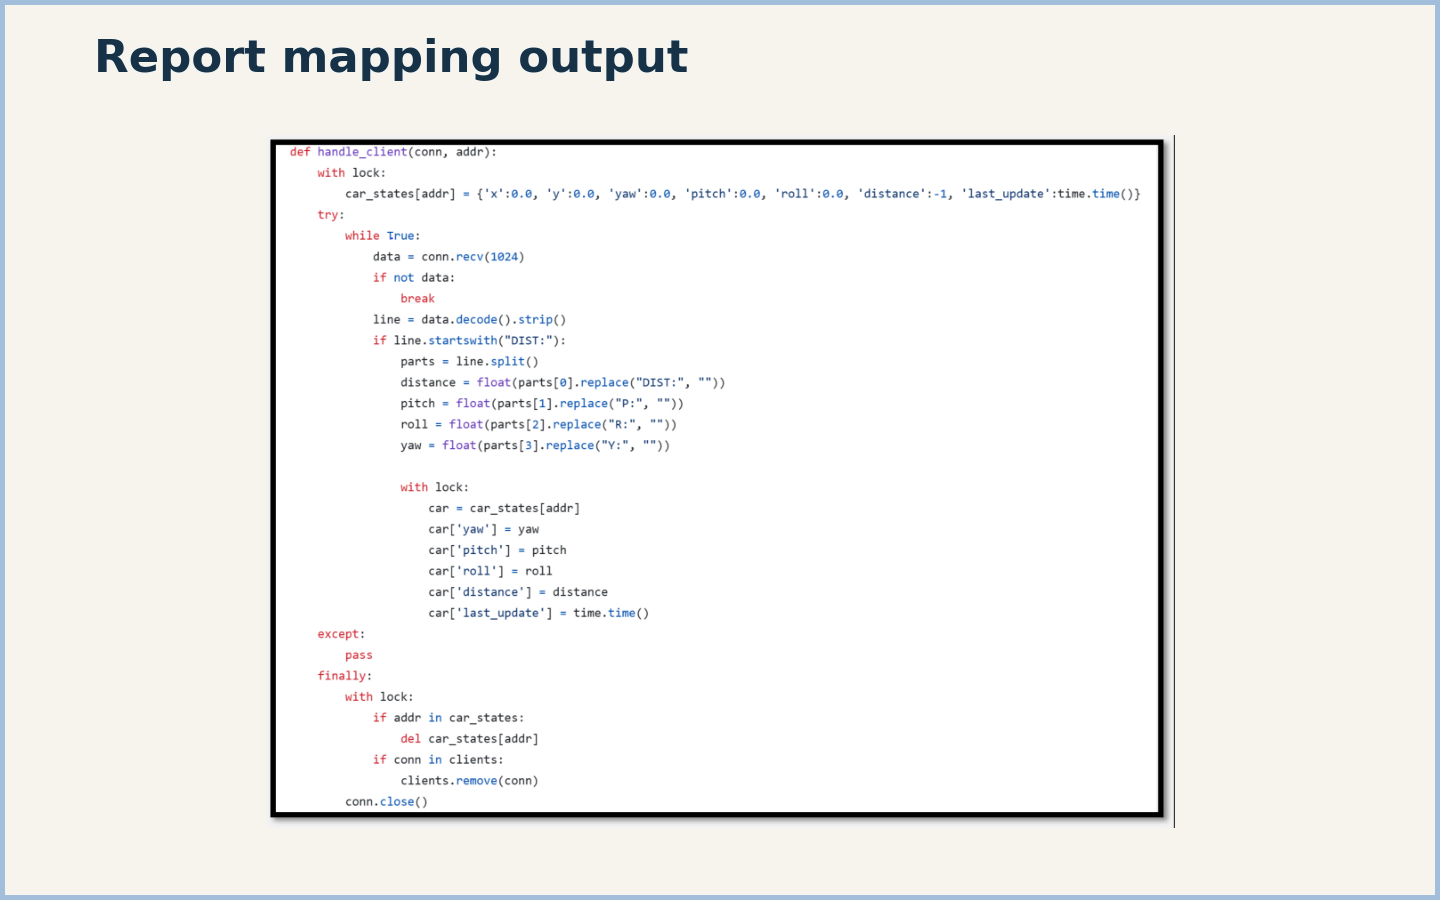 Report mapping output
def handle_client(conn, addr):
    with lock:
        car_states[addr] = {'x':0.0, 'y':0.0, 'yaw':0.0, 'pitch':0.0, 'roll':0.0, 'distance':-1, 'last_update':time.time()}
    try:
        while True:
            data = conn.recv(1024)
            if not data:
                break
            line = data.decode().strip()
            if line.startswith("DIST:"):
                parts = line.split()
                distance = float(parts[0].replace("DIST:", ""))
                pitch = float(parts[1].replace("P:", ""))
                roll = float(parts[2].replace("R:", ""))
                yaw = float(parts[3].replace("Y:", ""))
                with lock:
                    car = car_states[addr]
                    car['yaw'] = yaw
                    car['pitch'] = pitch
                    car['roll'] = roll
                    car['distance'] = distance
                    car['last_update'] = time.time()
    except:
        pass
    finally:
        with lock:
            if addr in car_states:
                del car_states[addr]
            if conn in clients:
                clients.remove(conn)
        conn.close()